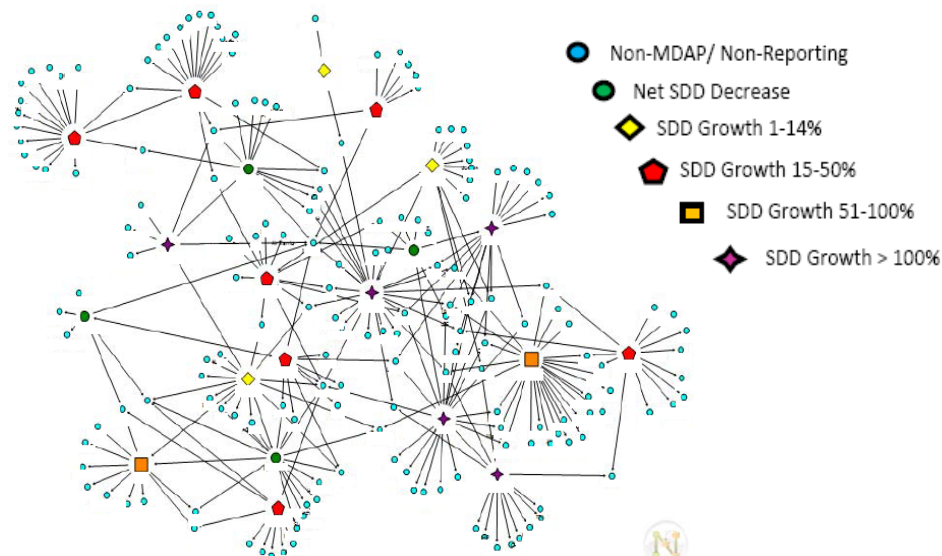 Non-MDAP/ Non-Reporting
Net SDD Decrease
SDD Growth 1-14%
SDD Growth 15-50%
SDD Growth 51-100%
SDD Growth > 100%